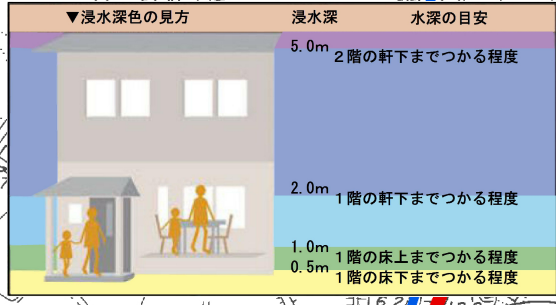 ▼浸水深色の見方 浸水深 水深の目安
5.0m
2階の軒下までつかる程度
2.0m
1階の軒下までつかる程度
1.0m
1階の床上までつかる程度
0.5m
1階の床下までつかる程度